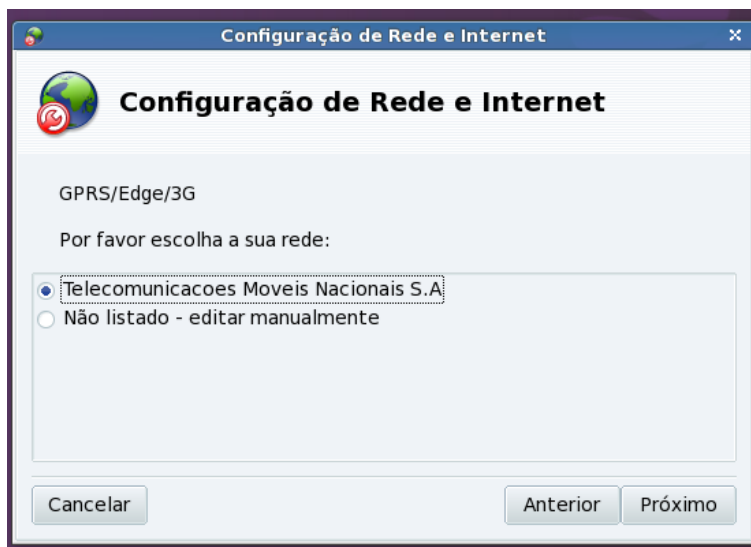 Configuração de Rede e Internet
Configuração de Rede e Internet
GPRS/Edge/3G
Por favor escolha a sua rede:
Telecomunicacoes Moveis Nacionais S.A
Não listado - editar manualmente
Cancelar Anterior Próximo